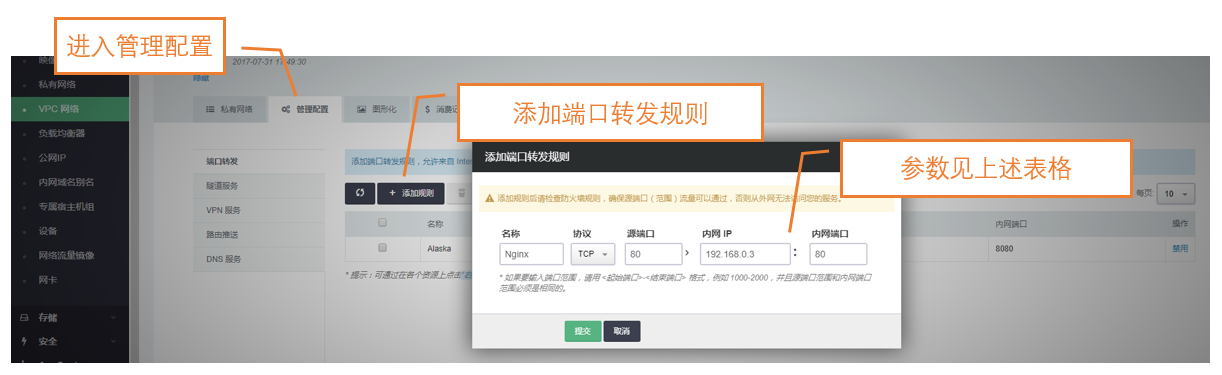 进入管理配置
2017-07-31 17:49:30
隐藏
私有网络
VPC 网络
负载均衡器
公网IP
内网域名别名
专属宿主机组
设备
网络流量镜像
网卡
存储
安全
私有网络
管理配置
图形化
$ 消费记
添加端口转发规则
参数见上述表格
端口转发
隧道服务
VPN 服务
路由推送
DNS 服务
添加端口转发规则，允许来自 Inter
+ 添加规则
每页: 10
名称
内网端口
操作
Alaska
8080
禁用
* 提示：可通过在各个资源上点击
添加端口转发规则
添加规则后请检查防火墙规则，确保源端口（范围）流量可以通过，否则从外网无法访问您的服务。
名称 协议 源端口 内网 IP 内网端口
Nginx TCP 80 > 192.168.0.3 : 80
* 如果要输入端口范围，请用 <起始端口>-<结束端口> 格式，例如 1000-2000，并且源端口范围和内网端口
范围必须是相同的。
提交 取消